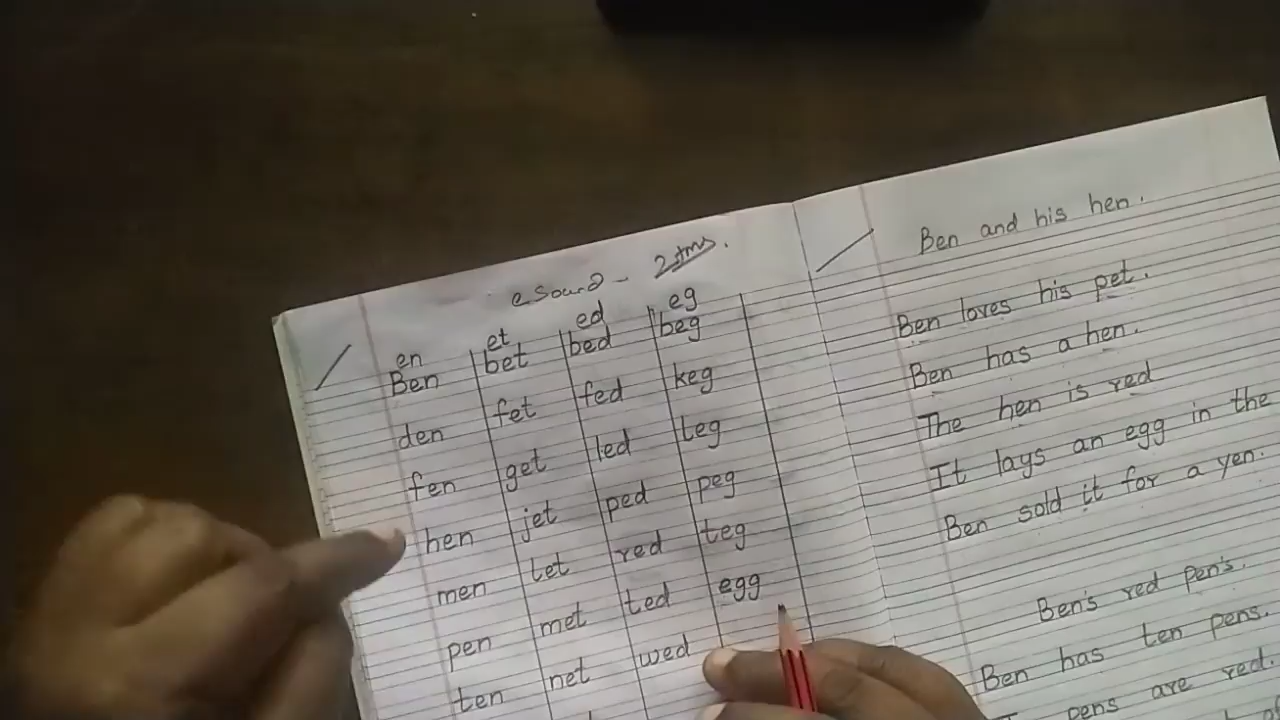 e Sound -
en et ed eg
Ben bet bed beg
den fet fed keg
fen get led leg
hen jet ped peg
men let red teg
pen met ted egg
ten net wed
Ben and his hen.
Ben loves his pet.
Ben has a hen.
The hen is red
It lays an egg in the
Ben sold it for a yen.
Ben's red pen's.
Ben has ten pens.
pens are red.